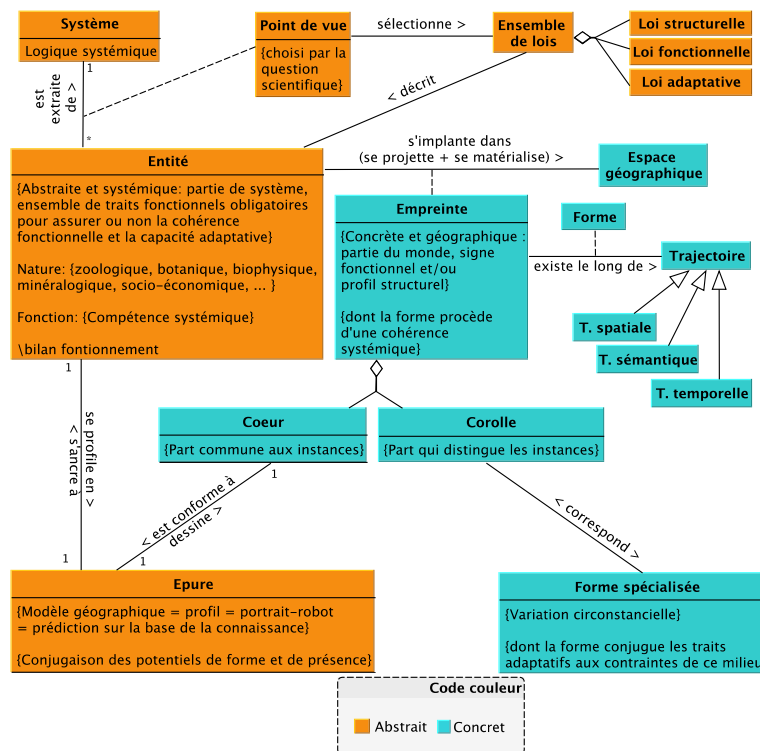 Système
Logique systémique
Point de vue
{choisi par la
question
scientifique}
sélectionne >
Ensemble
de lois
Loi structurelle
Loi fonctionnelle
Loi adaptative
1
est
extraite
de >
*
< décrit
Entité
{Abstraite et systémique: partie de système,
ensemble de traits fonctionnels obligatoires
pour assurer ou non la cohérence
fonctionnelle et la capacité adaptative}
Nature: {zoologique, botanique, biophysique,
minéralogique, socio-économique, ... }
Fonction: {Compétence systémique}
\bilan fontionnement
s'implante dans
(se projette + se matérialise) >
Espace
géographique
Empreinte
{Concrète et géographique :
partie du monde, signe
fonctionnel et/ou
profil structurel}
{dont la forme procède
d'une cohérence
systémique}
Forme
existe le long de >
Trajectoire
T. spatiale
T. sémantique
T. temporelle
1
se profile en >
< s'ancre à
1
Coeur
{Part commune aux instances}
Corolle
{Part qui distingue les instances}
1
< est conforme à
dessine >
1
< correspond >
Epure
{Modèle géographique = profil = portrait-robot
= prédiction sur la base de la connaissance}
{Conjugaison des potentiels de forme et de présence}
Forme spécialisée
{Variation circonstancielle}
{dont la forme conjugue les traits
adaptatifs aux contraintes de ce milieu
Code couleur
Abstrait
Concret